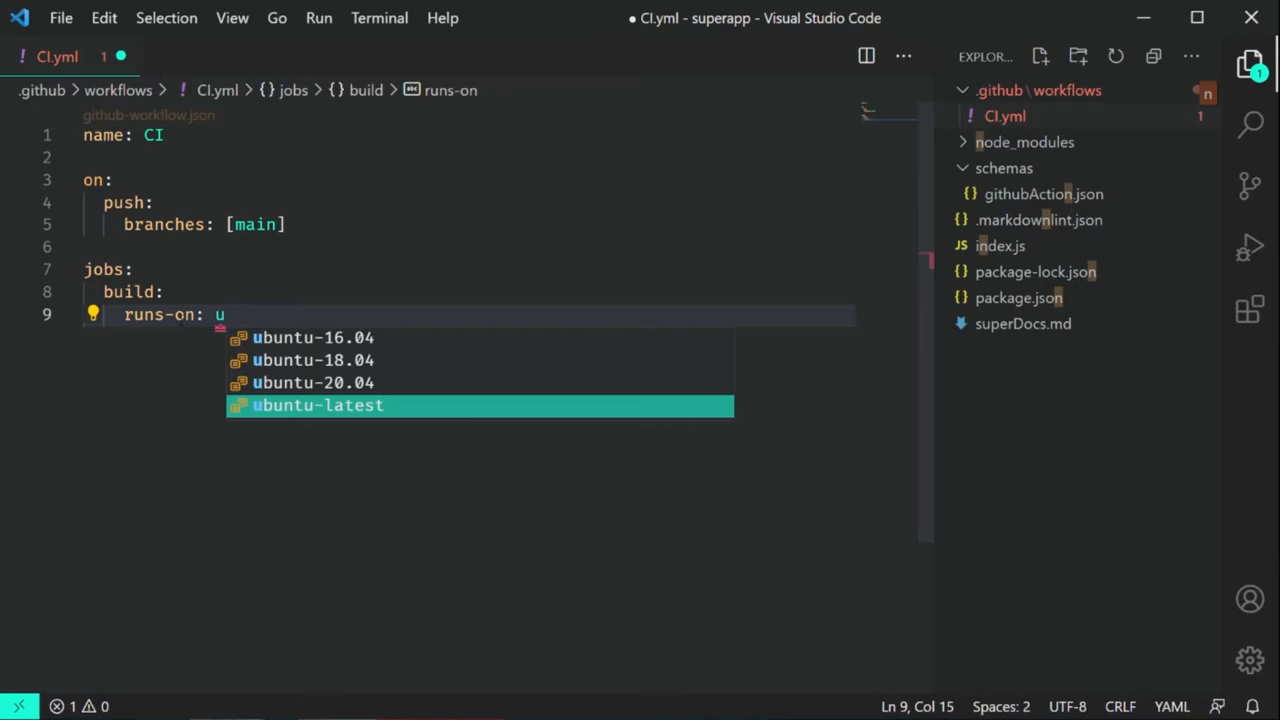 File Edit Selection View Go Run Terminal Help ● CI.yml - superapp - Visual Studio Code
! CI.yml 1 ●
.github > workflows > ! CI.yml > {} jobs > {} build > abc runs-on
github-workflow.json
1 name: CI
2
3 on:
4 push:
5 branches: [main]
6
7 jobs:
8 build:
9 runs-on: u
ubuntu-16.04
ubuntu-18.04
ubuntu-20.04
ubuntu-latest
EXPLOR... ...
.github\workflows
n
! CI.yml 1
node_modules
schemas
{} githubAction.json
{} .markdownlint.json
JS index.js
{} package-lock.json
{} package.json
superDocs.md
1
1 0 Ln 9, Col 15 Spaces: 2 UTF-8 CRLF YAML